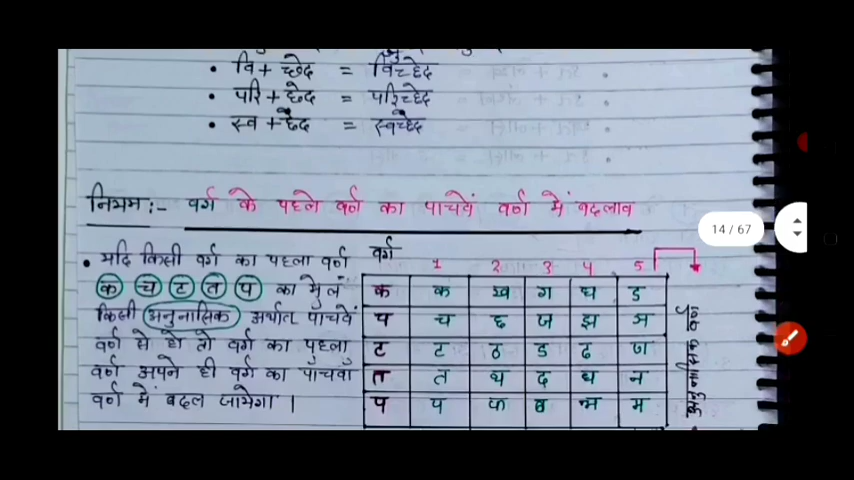 • वि + च्छेद = विच्छेद
• परि + छेद = परिच्छेद
• स्व + छेद = स्वच्छेद
नियम :- वर्ग के पहले वर्ण का पाचवें वर्ण में बदलाव
14 / 67
• यदि किसी वर्ग का पहला वर्ण
क च ट त प का मेल
किसी अनुनासिक अर्थात पाचवें
वर्ण से हो तो वर्ग का पहला
वर्ण अपने ही वर्ग का पाचवा
वर्ण में बदल जायेगा ।
वर्ग 1 2 3 4 5
क क ख ग घ ड
च च छ ज झ ञ
ट ट ठ ड ढ ण
त त थ द ध न
प प फ ब भ म
अनुनासिक वर्ण